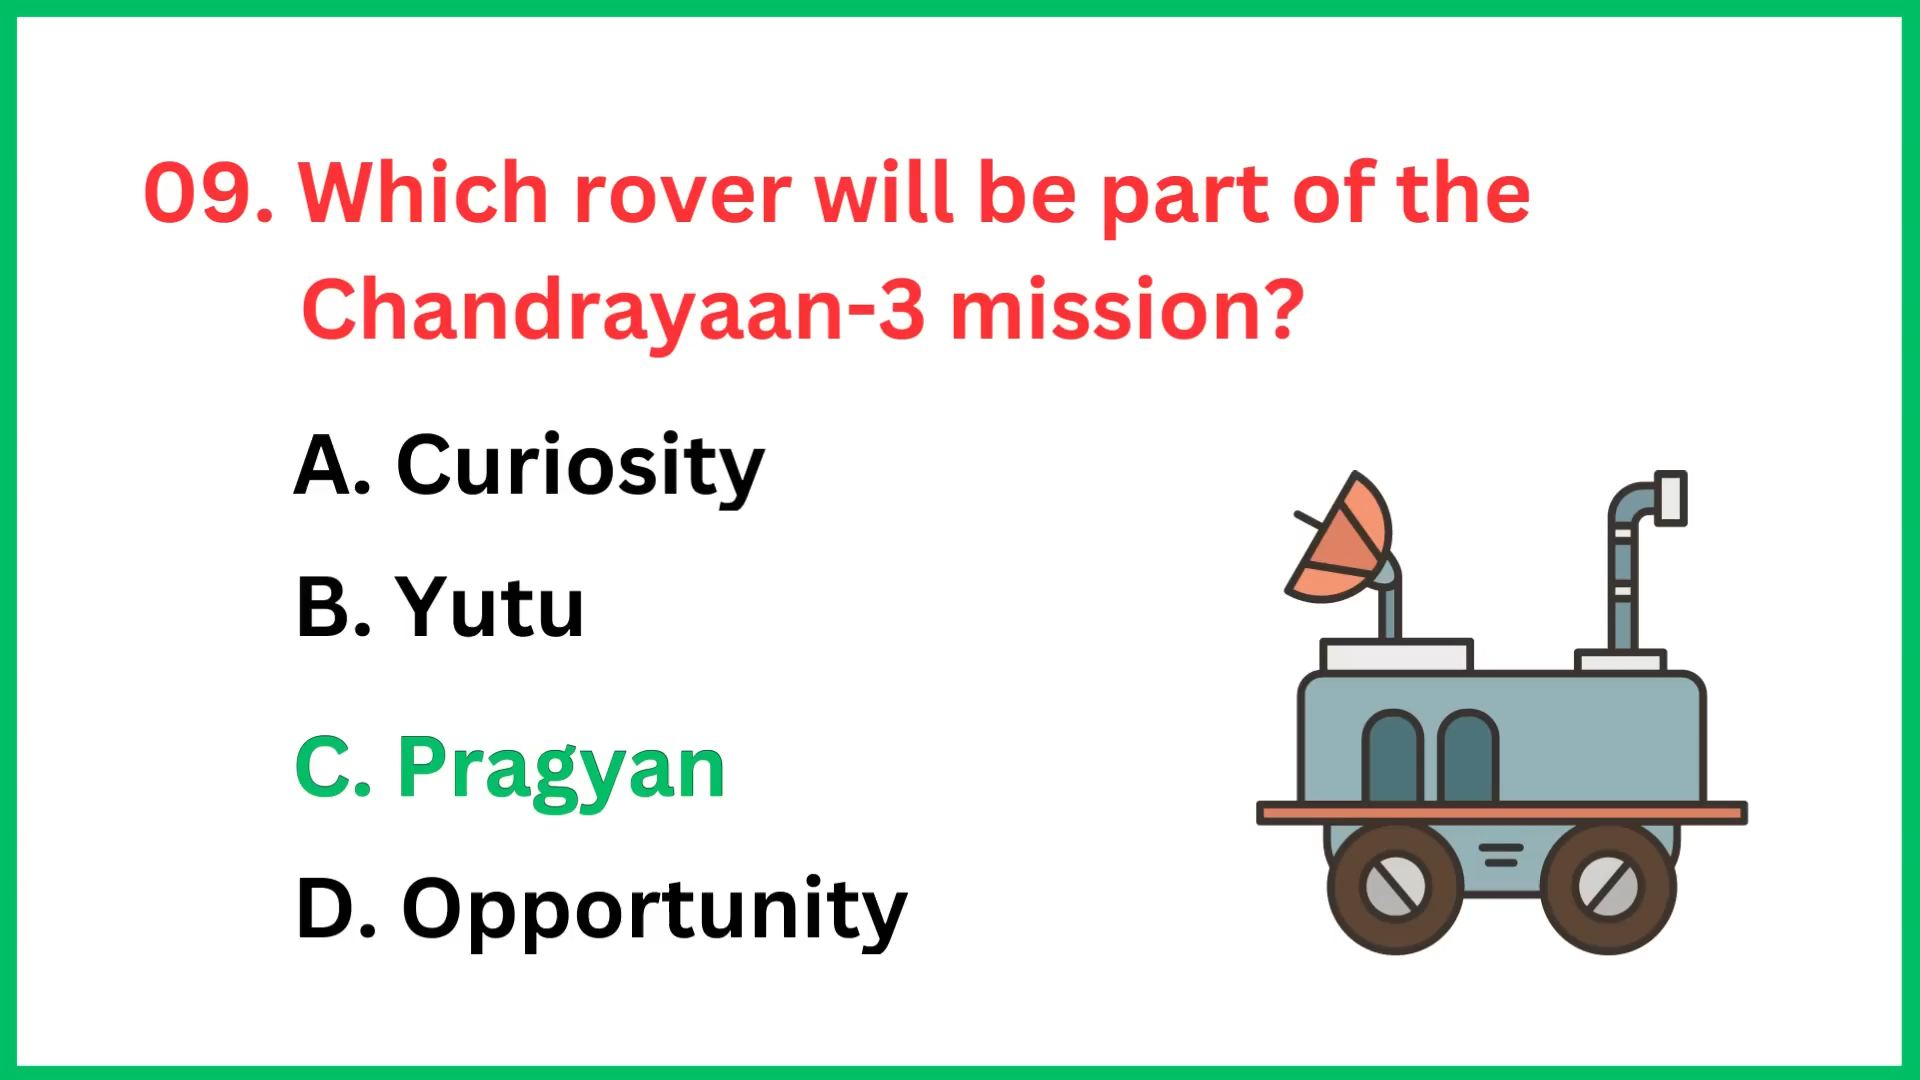 09. Which rover will be part of the
Chandrayaan-3 mission?
A. Curiosity
B. Yutu
C. Pragyan
D. Opportunity